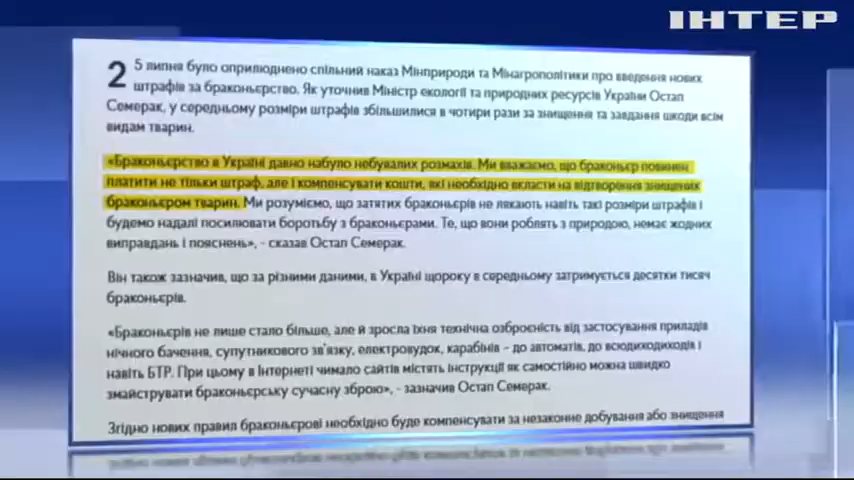 ІНТЕР
25 липня було оприлюднено спільний наказ Мінприроди та Мінагрополітики про введення нових
штрафів за браконьєрство. Як уточнив Міністр екології та природних ресурсів України Остап
Семерак, у середньому розміри штрафів збільшилися в чотири рази за знищення та завдання шкоди всім
видам тварин.
«Браконьєрство в Україні давно набуло небувалих розмахів. Ми вважаємо, що браконьєр повинен
платити не тільки штраф, але і компенсувати кошти, які необхідно вкласти на відтворення знищених
браконьєром тварин. Ми розуміємо, що затятих браконьєрів не лякають навіть такі розміри штрафів і
будемо надалі посилювати боротьбу з браконьєрами. Те, що вони роблять з природою, немає жодних
виправдань і пояснень», - сказав Остап Семерак.
Він також зазначив, що за різними даними, в Україні щороку в середньому затримується десятки тисяч
браконьєрів.
«Браконьєрів не лише стало більше, але й зросла їхня технічна озброєність від застосування приладів
нічного бачення, супутникового зв'язку, електровудок, карабінів – до автоматів, до всюдиходиходів і
навіть БТР. При цьому в Інтернеті чимало сайтів містять інструкції як самостійно можна швидко
змайструвати браконьєрську сучасну зброю», - зазначив Остап Семерак.
Згідно нових правил браконьєрові необхідно буде компенсувати за незаконне добування або знищення